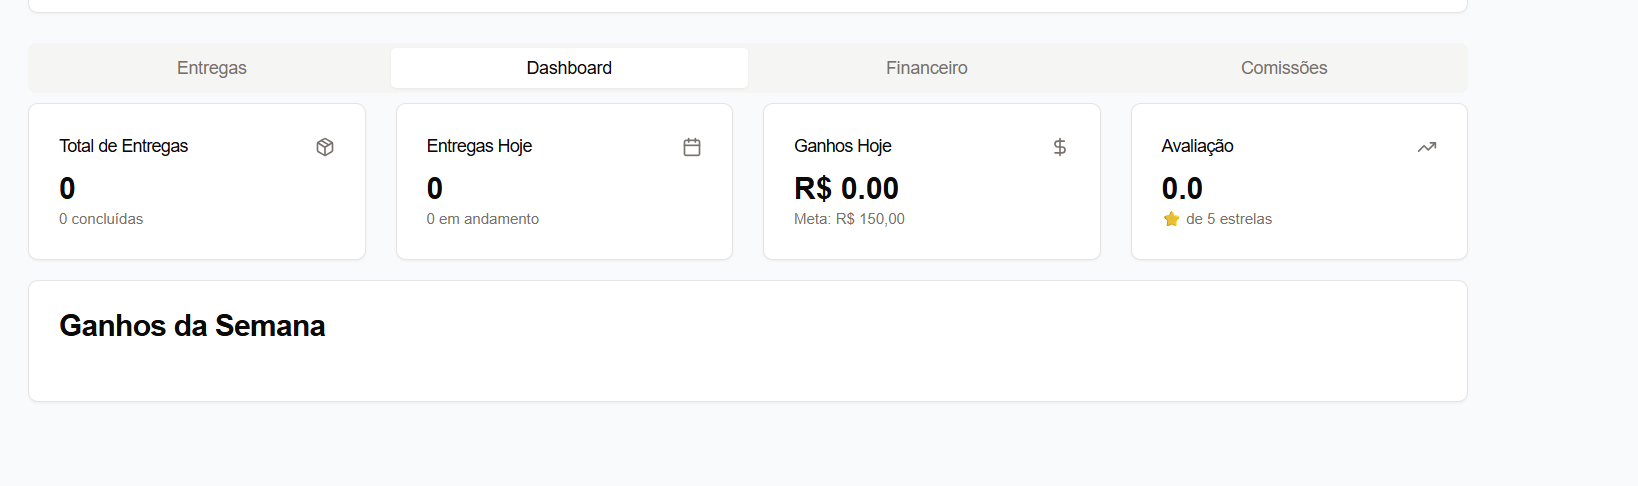 Entregas
Dashboard
Financeiro
Comissões
Total de Entregas
0
0 concluídas
Entregas Hoje
0
0 em andamento
Ganhos Hoje
R$ 0.00
Meta: R$ 150,00
Avaliação
0.0
de 5 estrelas
Ganhos da Semana